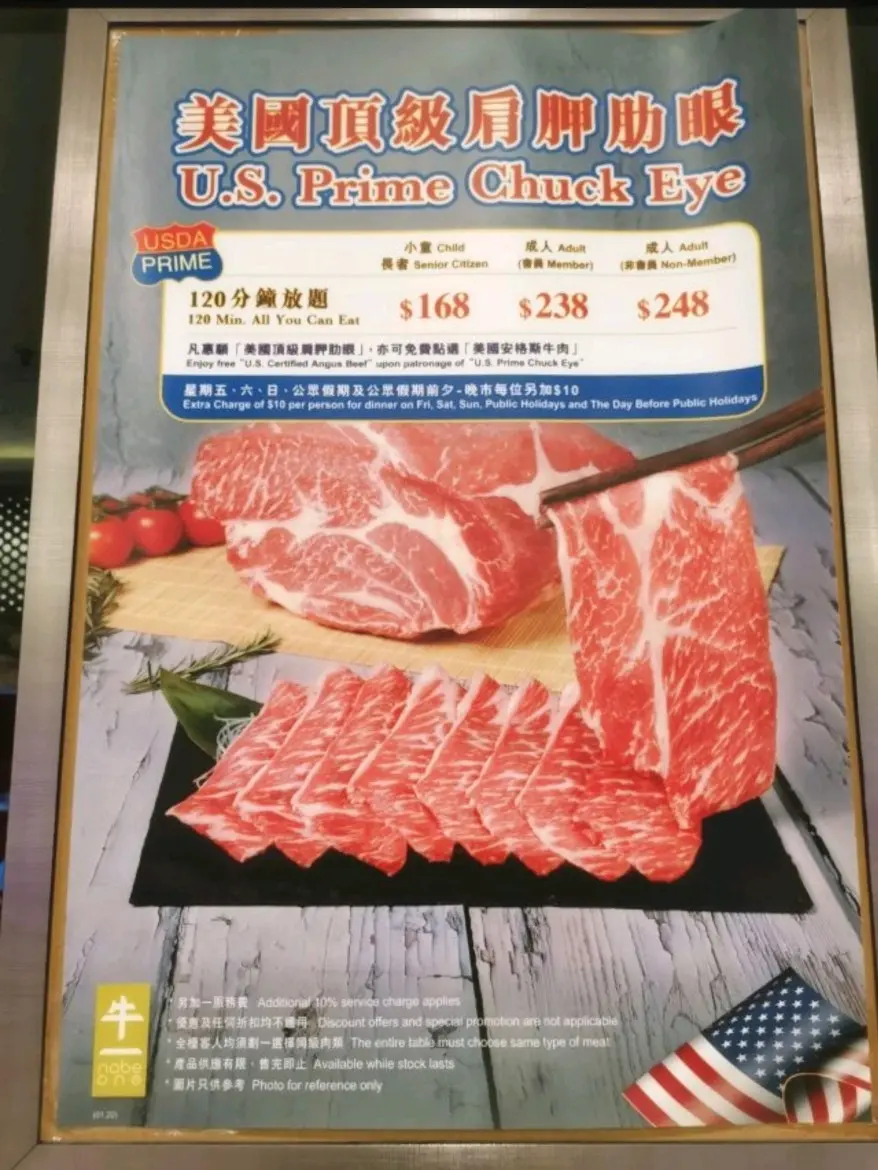 美國頂級肩胛肋眼
U.S. Prime Chuck Eye
USDA
PRIME
小童 Child
長者 Senior Citizen
成人 Adult
(會員 Member)
成人 Adult
(非會員 Non-Member)
120分鐘放題
120 Min. All You Can Eat
$168
$238
$248
凡惠顧「美國頂級肩胛肋眼」，亦可免費點選「美國安格斯牛肉」
Enjoy free "U.S. Certified Angus Beef" upon patronage of "U.S. Prime Chuck Eye"
星期五、六、日、公眾假期及公眾假期前夕-晚市每位另加$10
Extra Charge of $10 per person for dinner on Fri, Sat, Sun, Public Holidays and The Day Before Public Holidays
* 另加一服務費 Additional 10% service charge applies
* 優惠及任何折扣均不適用 Discount offers and special promotion are not applicable
* 全檯客人均須劃一選擇同級肉類 The entire table must choose same type of meat
* 產品供應有限，售完即止 Available while stock lasts
* 圖片只供參考 Photo for reference only
牛一
nabe
one